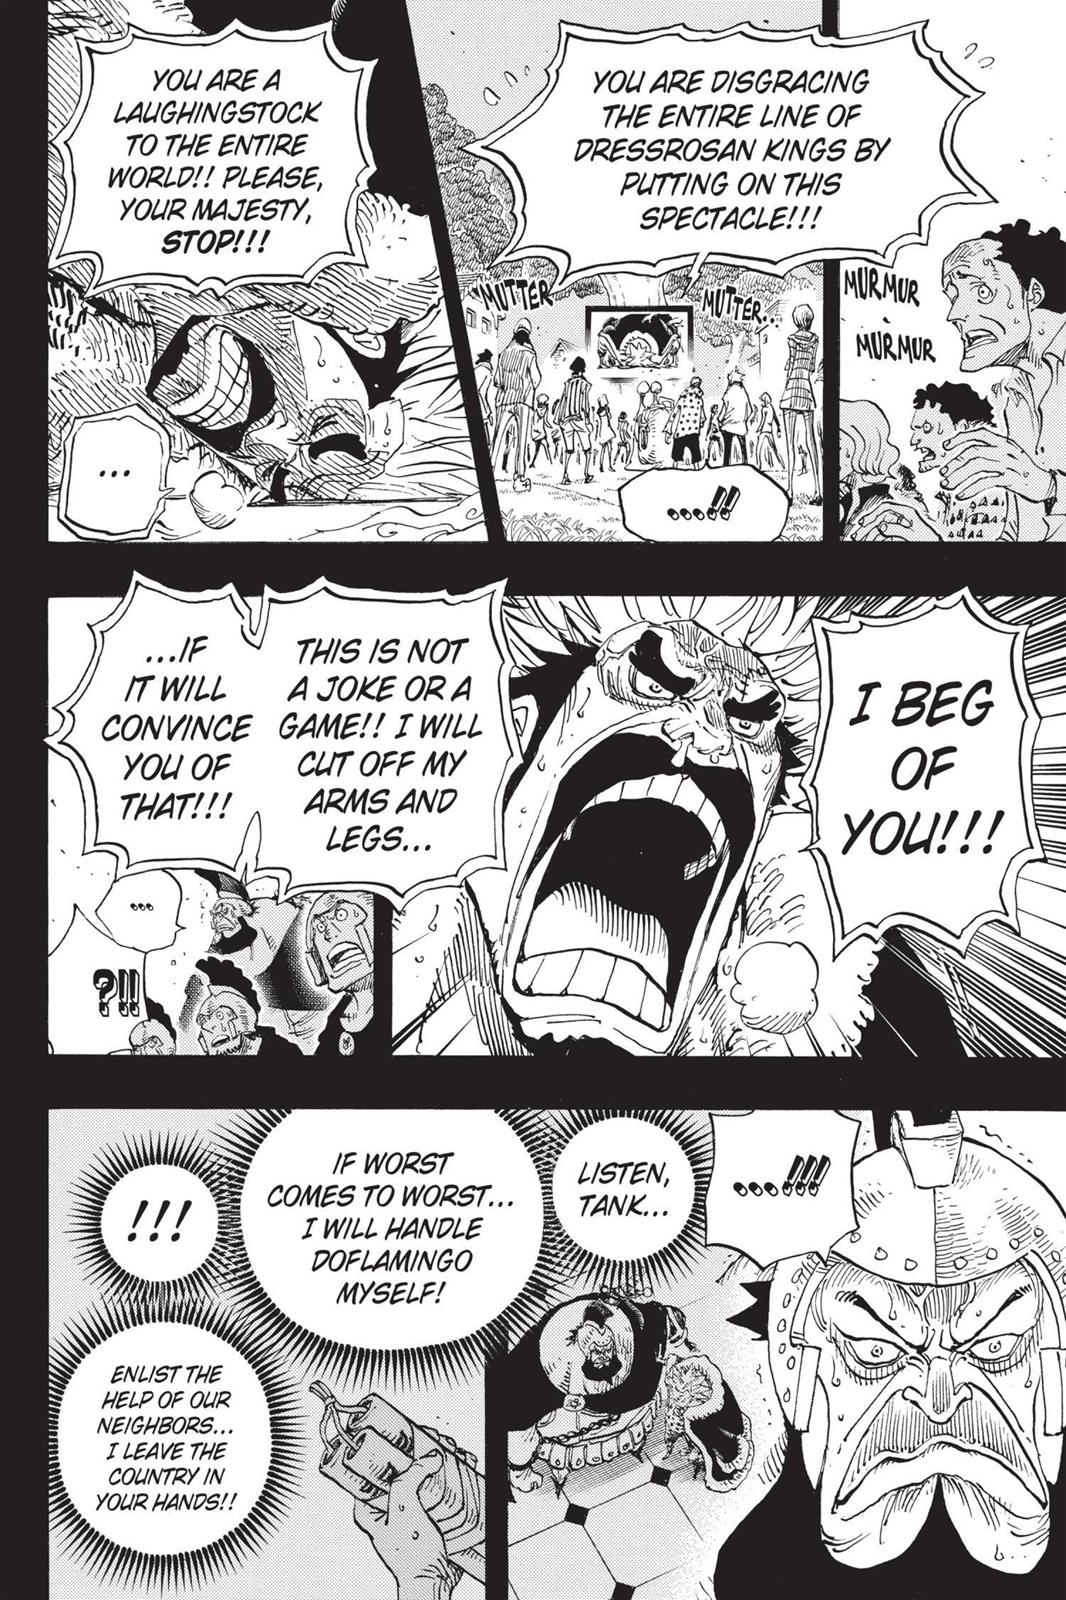 MURMUR
MURMUR
YOU ARE DISGRACING
THE ENTIRE LINE OF
DRESSROSAN KINGS BY
PUTTING ON THIS
SPECTACLE!!!
MUTTER...
MUTTER
....!!
YOU ARE A
LAUGHINGSTOCK
TO THE ENTIRE
WORLD!! PLEASE,
YOUR MAJESTY,
STOP!!!
...
I BEG
OF
YOU!!!
THIS IS NOT
A JOKE OR A
GAME!! I WILL
CUT OFF MY
ARMS AND
LEGS...
...IF
IT WILL
CONVINCE
YOU OF
THAT!!!
...
?!!
....!!!
LISTEN,
TANK...
IF WORST
COMES TO WORST...
I WILL HANDLE
DOFLAMINGO
MYSELF!
!!!
ENLIST THE
HELP OF OUR
NEIGHBORS...
I LEAVE THE
COUNTRY IN
YOUR HANDS!!